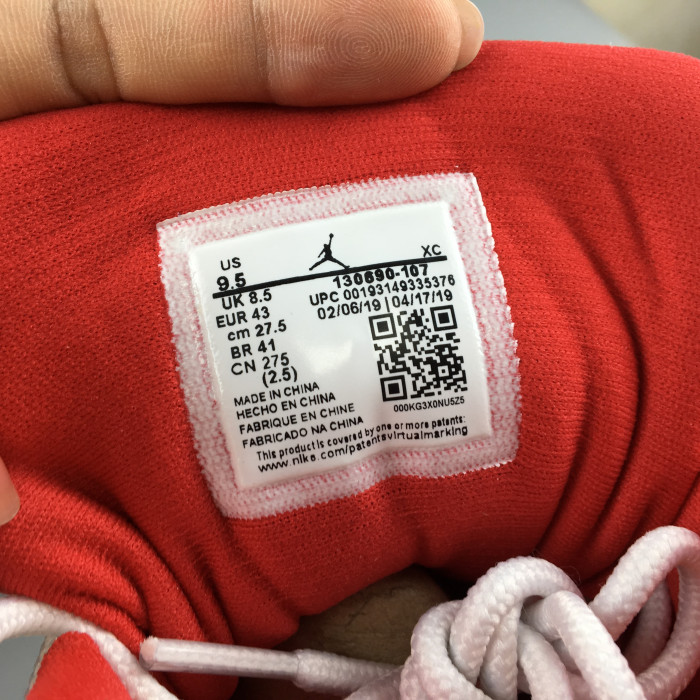 US XC
9.5 130690-107
UK 8.5 UPC 00193149335376
EUR 43 02/06/19 | 04/17/19
cm 27.5
BR 41
CN 275
(2.5)
000KG3X0NU5Z5
MADE IN CHINA
HECHO EN CHINA
FABRIQUE EN CHINE
FABRICADO NA CHINA
This product is covered by one or more patents:
www.nike.com/patentsvirtualmarking